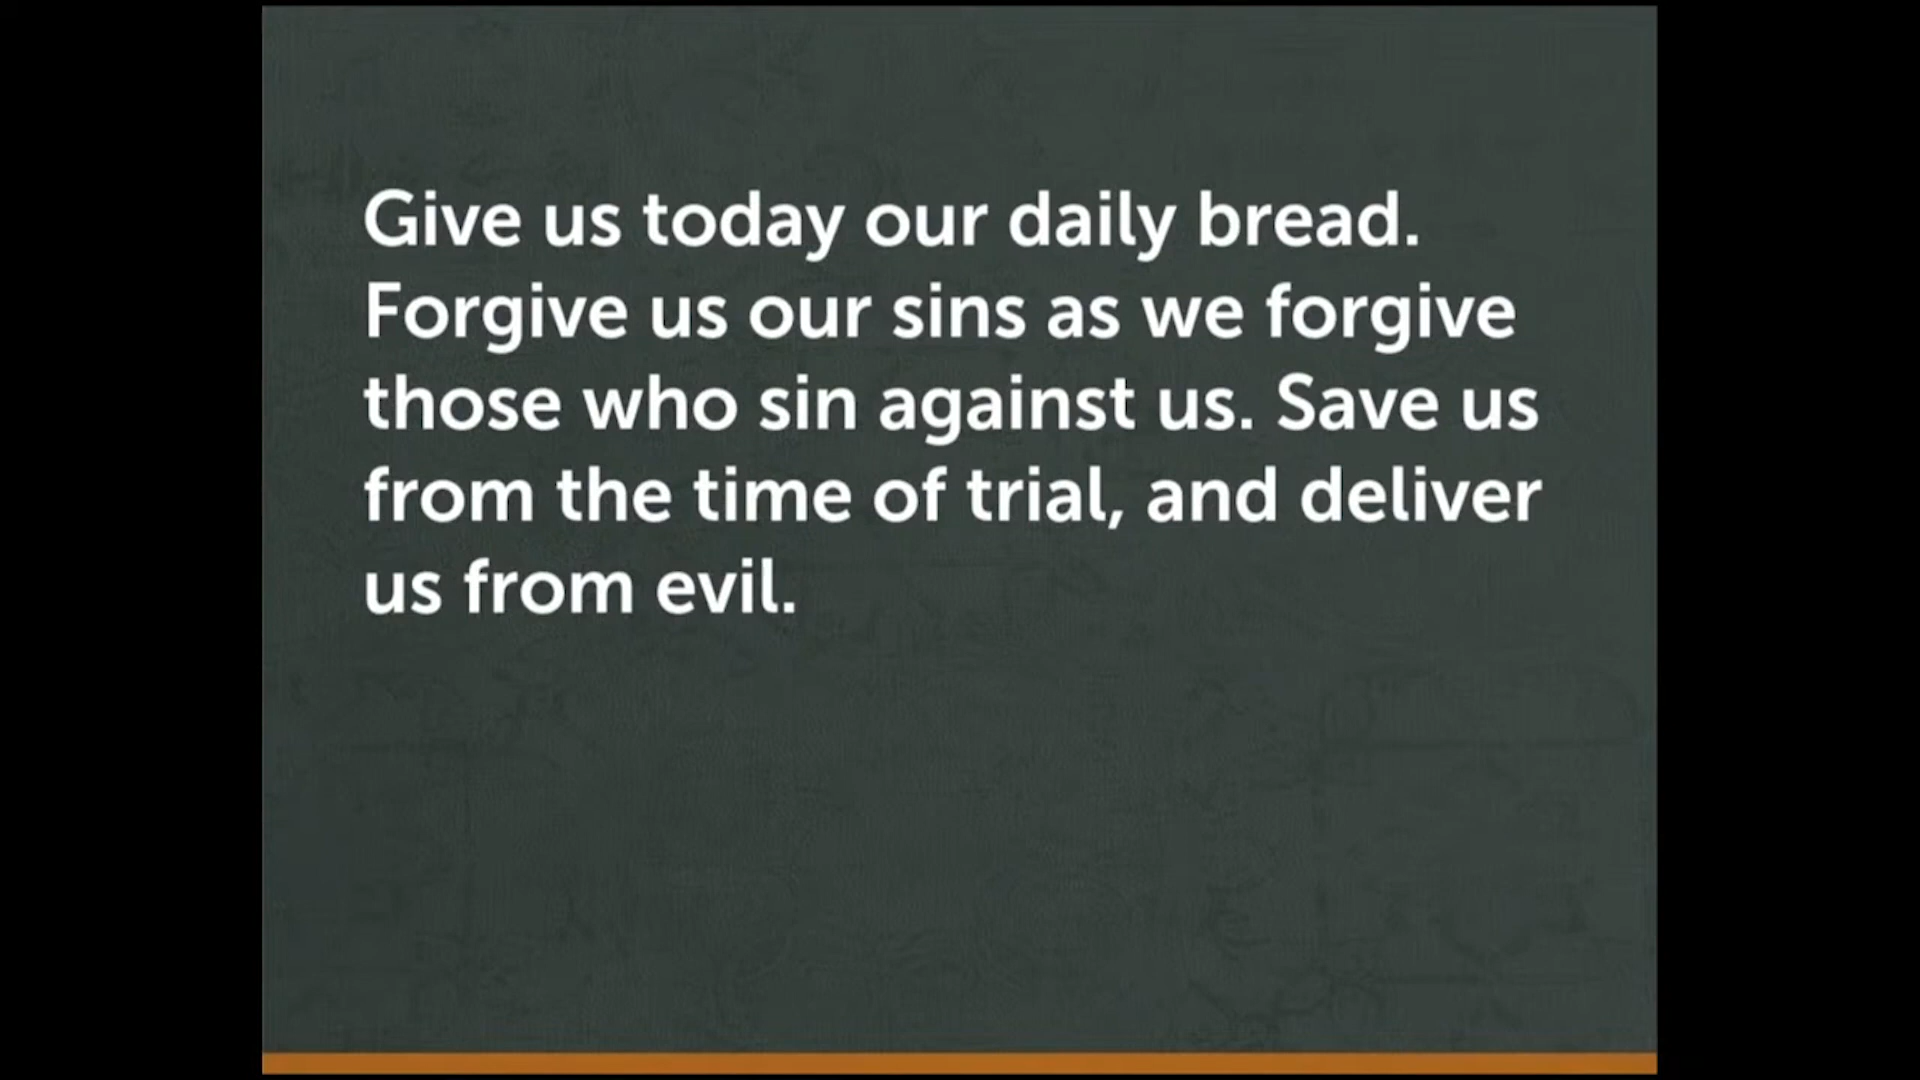 Give us today our daily bread.
Forgive us our sins as we forgive
those who sin against us. Save us
from the time of trial, and deliver
us from evil.